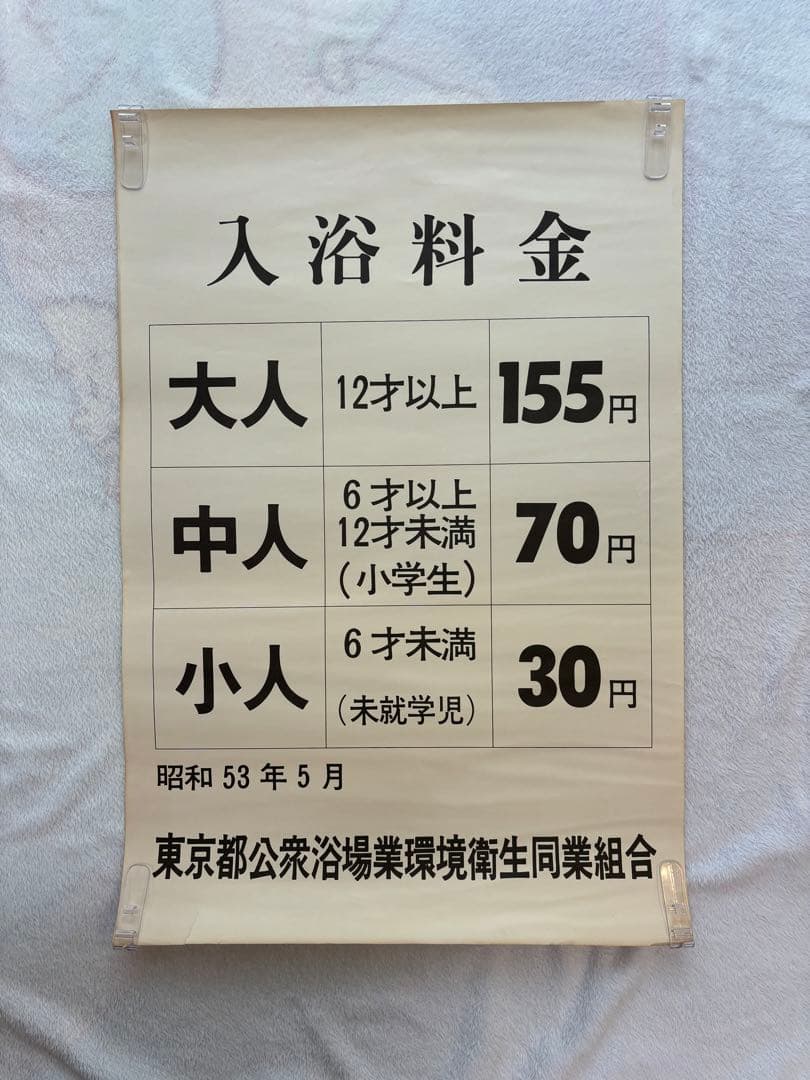 入浴料金
大人 12才以上 155円
中人 6才以上
12才未満
(小学生) 70円
小人 6才未満
(未就学児) 30円
昭和53年5月
東京都公衆浴場業環境衛生同業組合